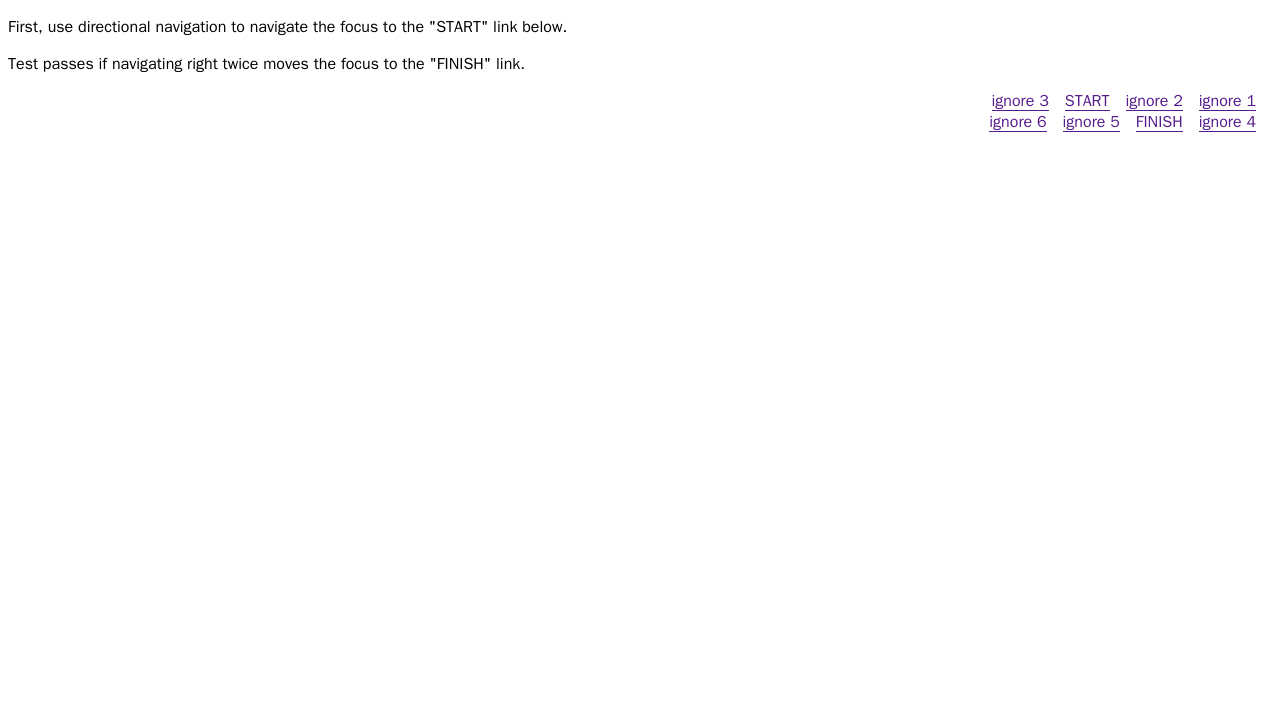 First, use directional navigation to navigate the focus to the "START" link below.
Test passes if navigating right twice moves the focus to the "FINISH" link.
ignore 3 START ignore 2 ignore 1
ignore 6 ignore 5 FINISH ignore 4